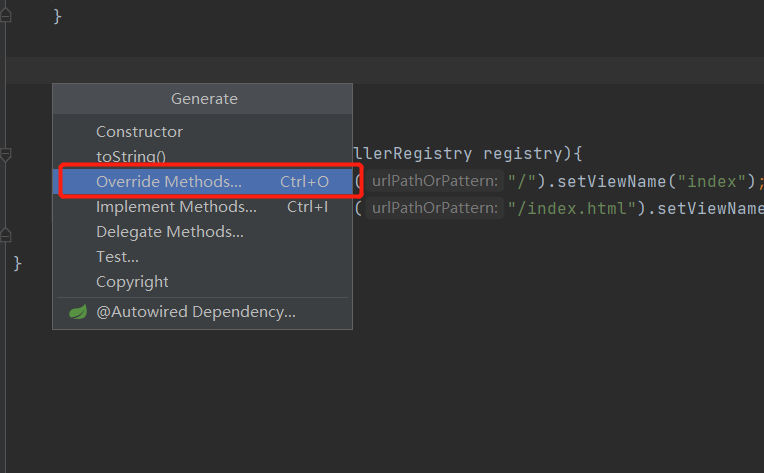 }
Generate
Constructor
toString()
llerRegistry registry){
Override Methods... Ctrl+O
( urlPathOrPattern: "/").setViewName("index");
Implement Methods... Ctrl+I
( urlPathOrPattern: "/index.html").setViewName
Delegate Methods...
Test...
}
Copyright
@Autowired Dependency...